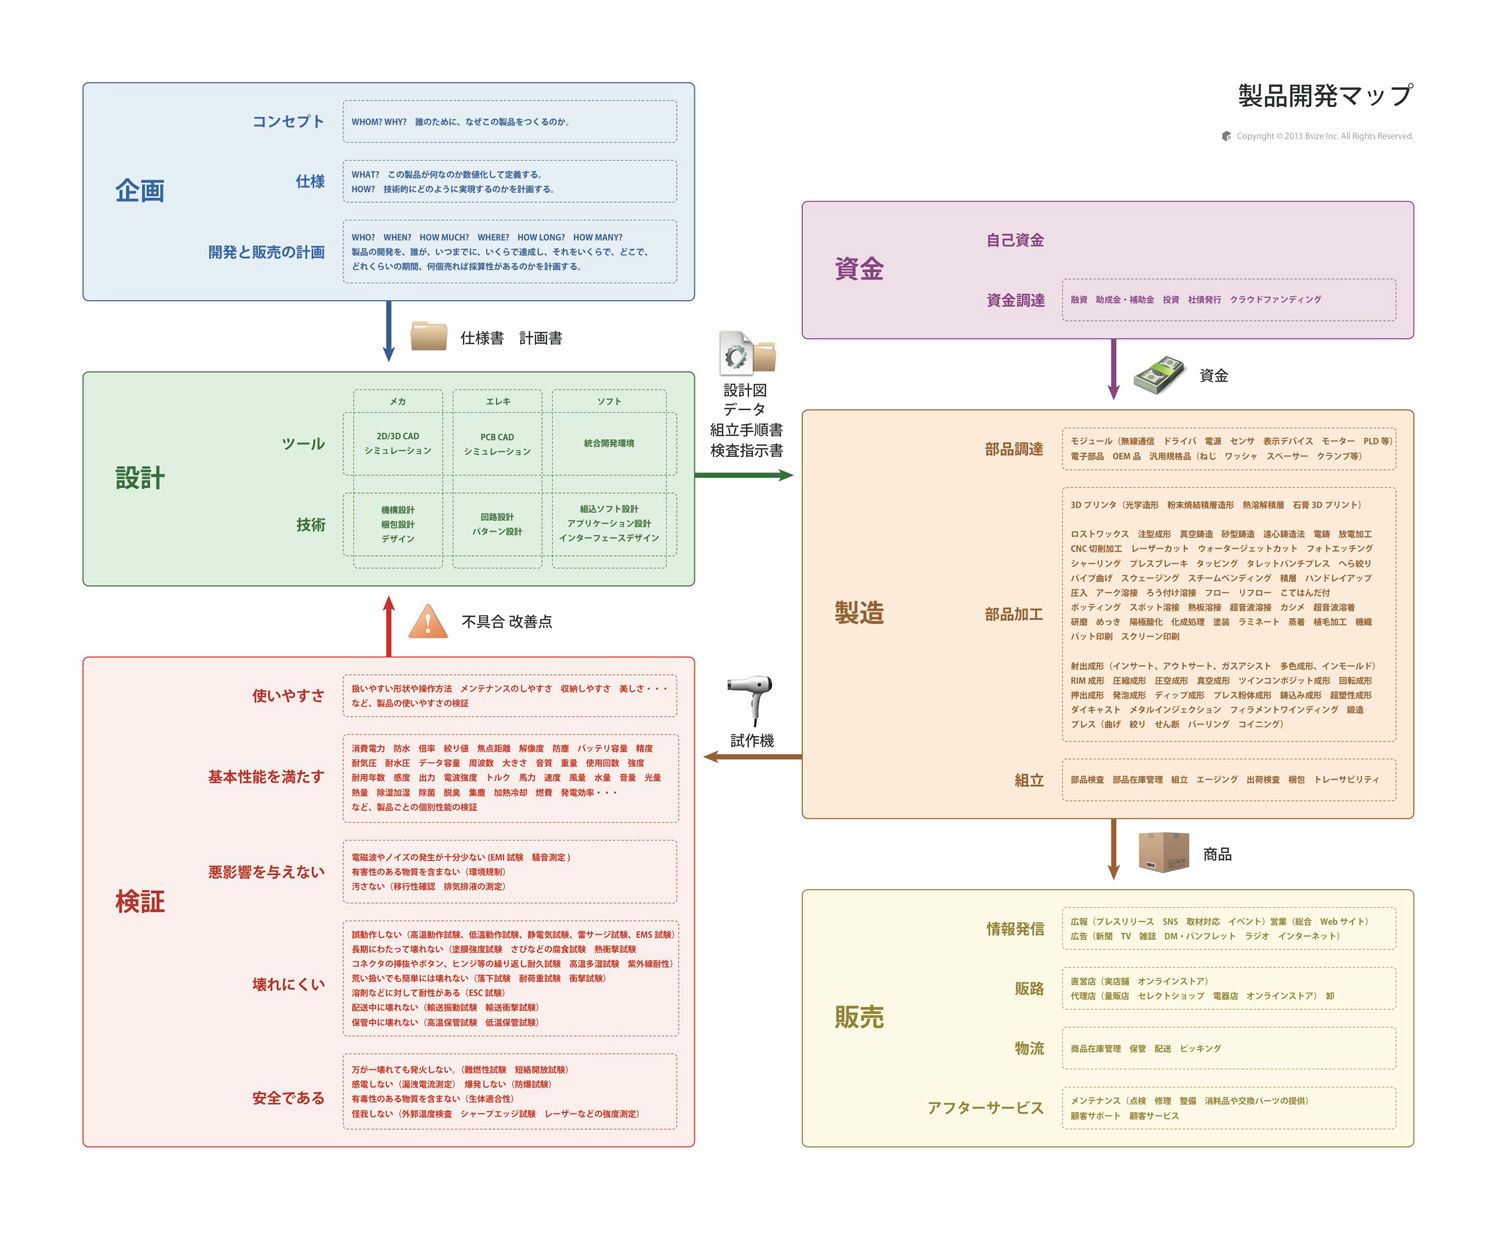 製品開発マップ
Copyright © 2013 Bsize Inc. All Rights Reserved.
企画
コンセプト
WHOM? WHY?　誰のために、なぜこの製品をつくるのか。
仕様
WHAT?　この製品が何なのか数値化して定義する。
HOW?　技術的にどのように実現するのかを計画する。
開発と販売の計画
WHO?　WHEN?　HOW MUCH?　WHERE?　HOW LONG?　HOW MANY?
製品の開発を、誰が、いつまでに、いくらで達成し、それをいくらで、どこで、
どれくらいの期間、何個売れば採算性があるのかを計画する。
仕様書　計画書
設計
メカ
エレキ
ソフト
ツール
2D/3D CAD
シミュレーション
PCB CAD
シミュレーション
統合開発環境
技術
機構設計
梱包設計
デザイン
回路設計
パターン設計
組込ソフト設計
アプリケーション設計
インターフェースデザイン
設計図
データ
組立手順書
検査指示書
不具合 改善点
検証
使いやすさ
扱いやすい形状や操作方法　メンテナンスのしやすさ　収納しやすさ　美しさ・・・
など、製品の使いやすさの検証
基本性能を満たす
消費電力　防水　倍率　絞り値　焦点距離　解像度　防塵　バッテリ容量　精度
耐気圧　耐水圧　データ容量　周波数　大きさ　音質　重量　使用回数　強度
耐用年数　感度　出力　電波強度　トルク　馬力　速度　風量　水量　音量　光量
熱量　除湿加湿　除菌　脱臭　集塵　加熱冷却　燃費　発電効率・・・
など、製品ごとの個別性能の検証
悪影響を与えない
電磁波やノイズの発生が十分少ない (EMI 試験　騒音測定 )
有害性のある物質を含まない（環境規制）
汚さない（移行性確認　排気排液の測定）
壊れにくい
誤動作しない（高温動作試験、低温動作試験、静電気試験、雷サージ試験、EMS 試験）
長期にわたって壊れない（塗膜強度試験　さびなどの腐食試験　熱衝撃試験
コネクタの挿抜やボタン、ヒンジ等の繰り返し耐久試験　高温多湿試験　紫外線耐性）
荒い扱いでも簡単には壊れない（落下試験　耐荷重試験　衝撃試験）
溶剤などに対して耐性がある（ESC 試験）
配送中に壊れない（輸送振動試験　輸送衝撃試験）
保管中に壊れない（高温保管試験　低温保管試験）
安全である
万が一壊れても発火しない。（難燃性試験　短絡開放試験）
感電しない（漏洩電流測定）　爆発しない（防爆試験）
有毒性のある物質を含まない（生体適合性）
怪我しない（外郭温度検査　シャープエッジ試験　レーザーなどの強度測定）
試作機
資金
自己資金
資金調達
融資　助成金・補助金　投資　社債発行　クラウドファンディング
資金
製造
部品調達
モジュール（無線通信　ドライバ　電源　センサ　表示デバイス　モーター　PLD 等）
電子部品　OEM 品　汎用規格品（ねじ　ワッシャ　スペーサー　クランプ等）
部品加工
3D プリンタ（光学造形　粉末焼結積層造形　熱溶解積層　石膏 3D プリント）
ロストワックス　注型成形　真空鋳造　砂型鋳造　遠心鋳造法　電鋳　放電加工
CNC 切削加工　レーザーカット　ウォータージェットカット　フォトエッチング
シャーリング　プレスブレーキ　タッピング　タレットパンチプレス　へら絞り
パイプ曲げ　スウェージング　スチームベンディング　積層　ハンドレイアップ
圧入　アーク溶接　ろう付け溶接　フロー　リフロー　こてはんだ付
ポッティング　スポット溶接　熱板溶接　超音波溶接　カシメ　超音波溶着
研磨　めっき　陽極酸化　化成処理　塗装　ラミネート　蒸着　植毛加工　機織
パット印刷　スクリーン印刷
射出成形（インサート、アウトサート、ガスアシスト　多色成形、インモールド）
RIM 成形　圧縮成形　圧空成形　真空成形　ツインコンポジット成形　回転成形
押出成形　発泡成形　ディップ成形　プレス粉体成形　鋳込み成形　超塑性成形
ダイキャスト　メタルインジェクション　フィラメントワインディング　鍛造
プレス（曲げ　絞り　せん断　バーリング　コイニング）
組立
部品検査　部品在庫管理　組立　エージング　出荷検査　梱包　トレーサビリティ
商品
販売
情報発信
広報（プレスリリース　SNS　取材対応　イベント）営業（総合　Web サイト）
広告（新聞　TV　雑誌　DM・パンフレット　ラジオ　インターネット）
販路
直営店（実店舗　オンラインストア）
代理店（量販店　セレクトショップ　電器店　オンラインストア）　卸
物流
商品在庫管理　保管　配送　ピッキング
アフターサービス
メンテナンス（点検　修理　整備　消耗品や交換パーツの提供）
顧客サポート　顧客サービス